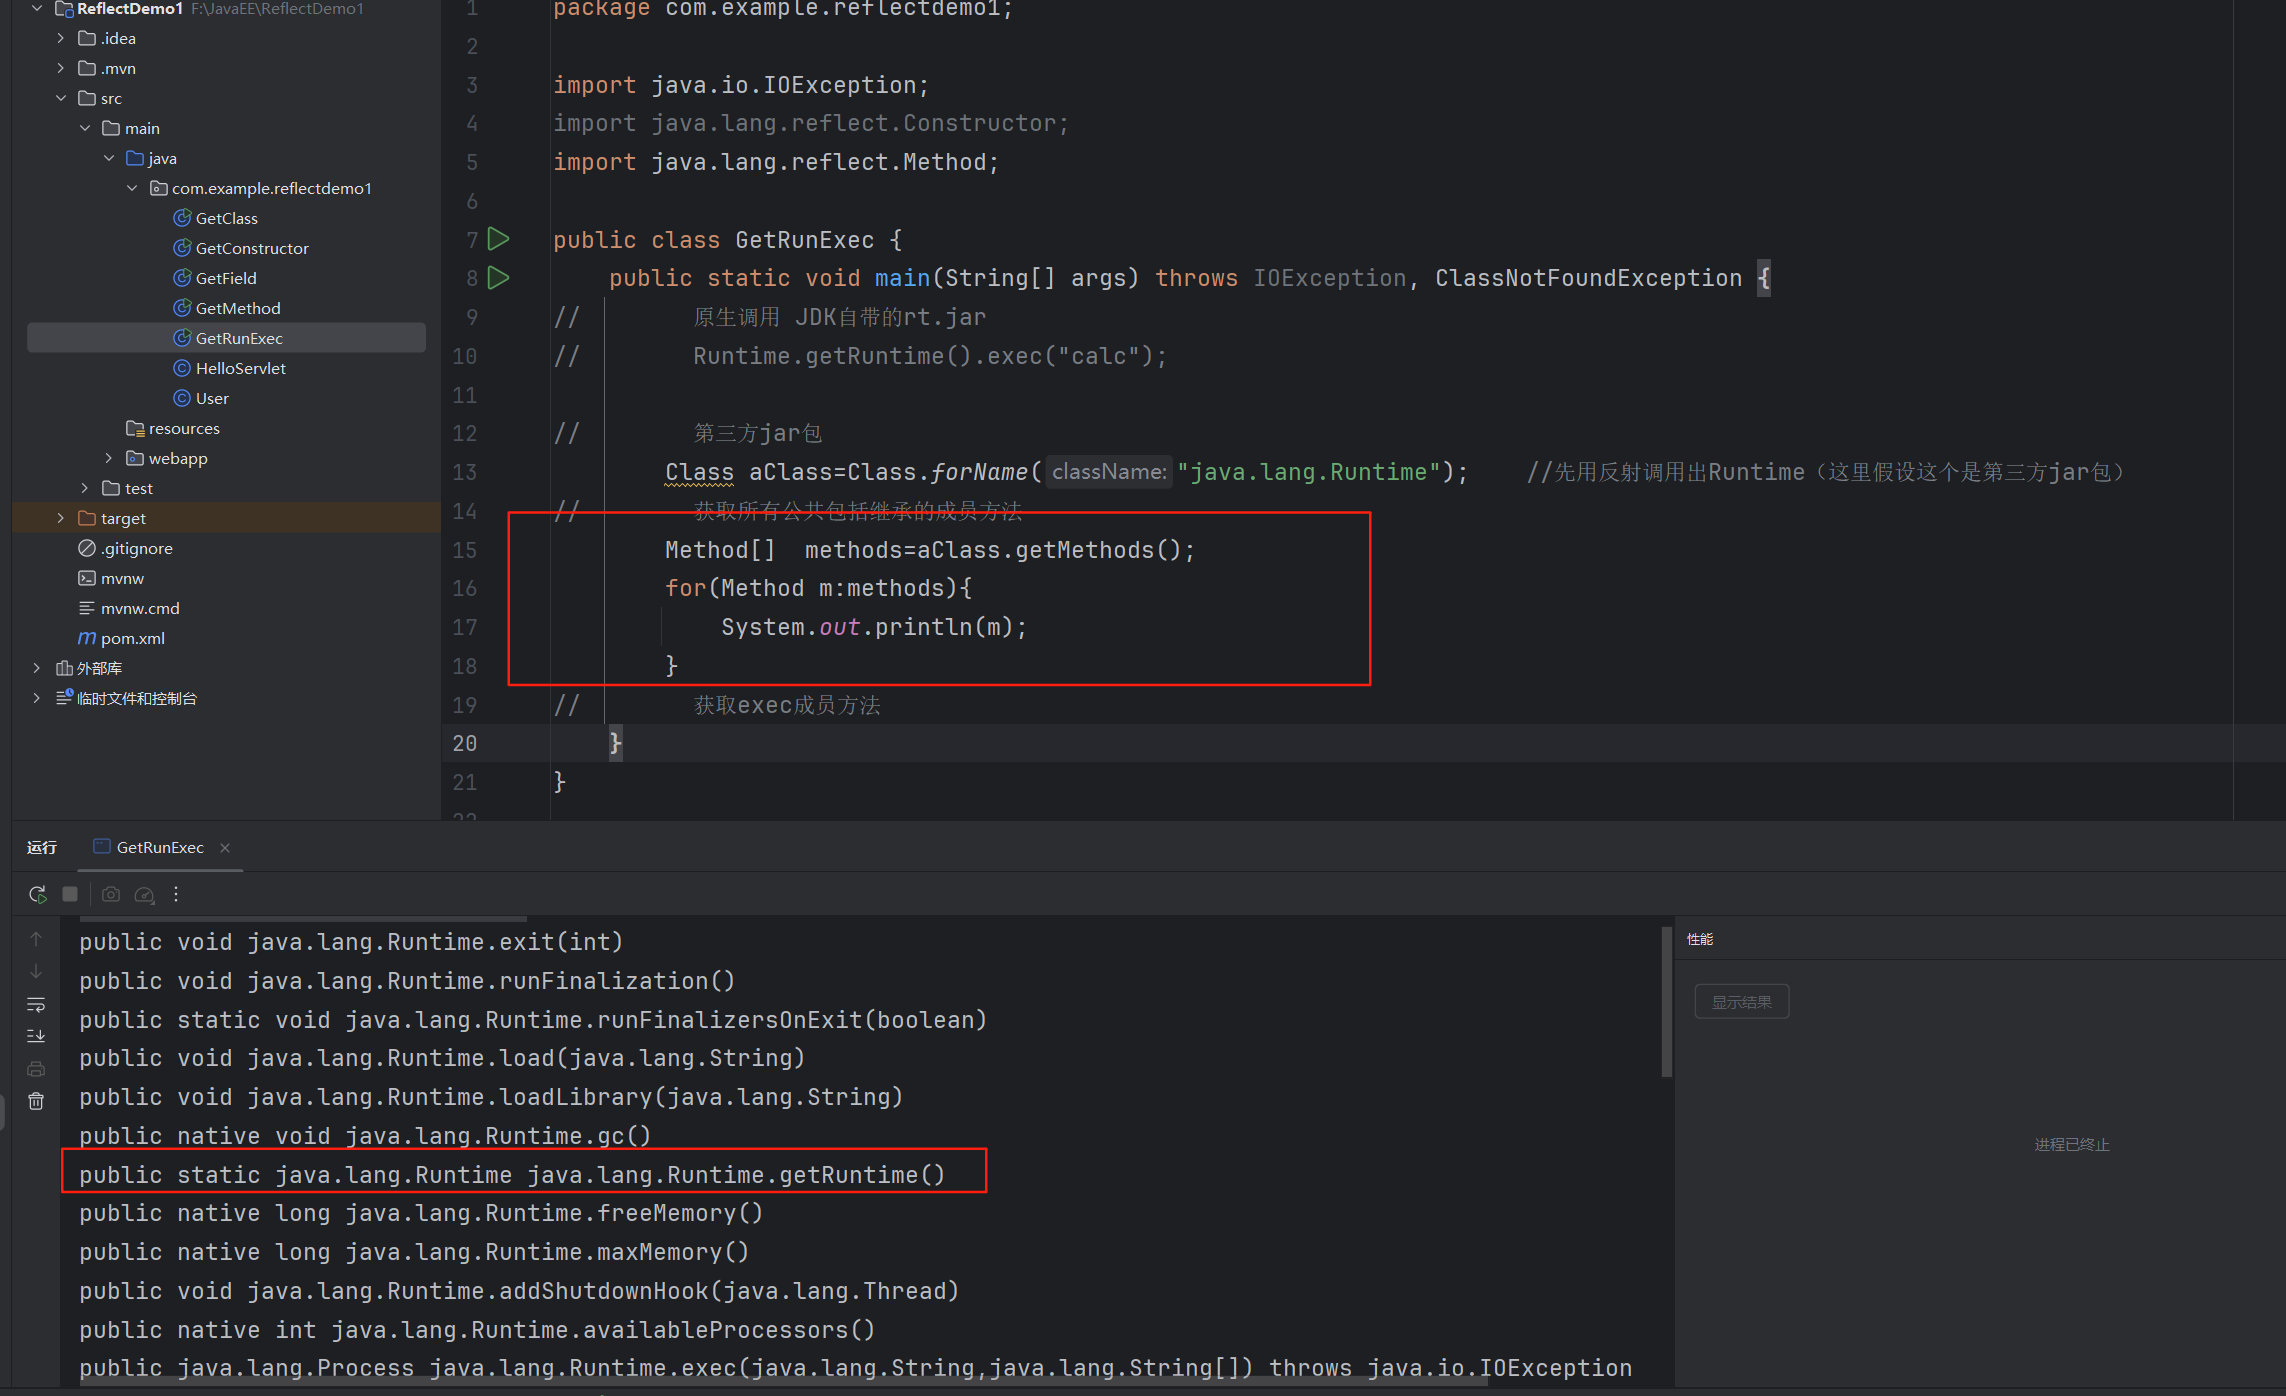 ReflectDemo1 F:\JavaEE\ReflectDemo1
.idea
.mvn
src
main
java
com.example.reflectdemo1
GetClass
GetConstructor
GetField
GetMethod
GetRunExec
HelloServlet
User
resources
webapp
test
target
.gitignore
mvnw
mvnw.cmd
pom.xml
外部库
临时文件和控制台
1 package com.example.reflectdemo1;
2
3 import java.io.IOException;
4 import java.lang.reflect.Constructor;
5 import java.lang.reflect.Method;
6
7 public class GetRunExec {
8 public static void main(String[] args) throws IOException, ClassNotFoundException {
9 // 原生调用 JDK自带的rt.jar
10 // Runtime.getRuntime().exec("calc");
11
12 // 第三方jar包
13 Class aClass=Class.forName( className: "java.lang.Runtime"); //先用反射调用出Runtime（这里假设这个是第三方jar包）
14 // 获取所有公共包括继承的成员方法
15 Method[] methods=aClass.getMethods();
16 for(Method m:methods){
17 System.out.println(m);
18 }
19 // 获取exec成员方法
20 }
21 }
22
运行 GetRunExec
public void java.lang.Runtime.exit(int)
public void java.lang.Runtime.runFinalization()
public static void java.lang.Runtime.runFinalizersOnExit(boolean)
public void java.lang.Runtime.load(java.lang.String)
public void java.lang.Runtime.loadLibrary(java.lang.String)
public native void java.lang.Runtime.gc()
public static java.lang.Runtime java.lang.Runtime.getRuntime()
public native long java.lang.Runtime.freeMemory()
public native long java.lang.Runtime.maxMemory()
public void java.lang.Runtime.addShutdownHook(java.lang.Thread)
public native int java.lang.Runtime.availableProcessors()
public java.lang.Process java.lang.Runtime.exec(java.lang.String,java.lang.String[]) throws java.io.IOException
性能
显示结果
进程已终止